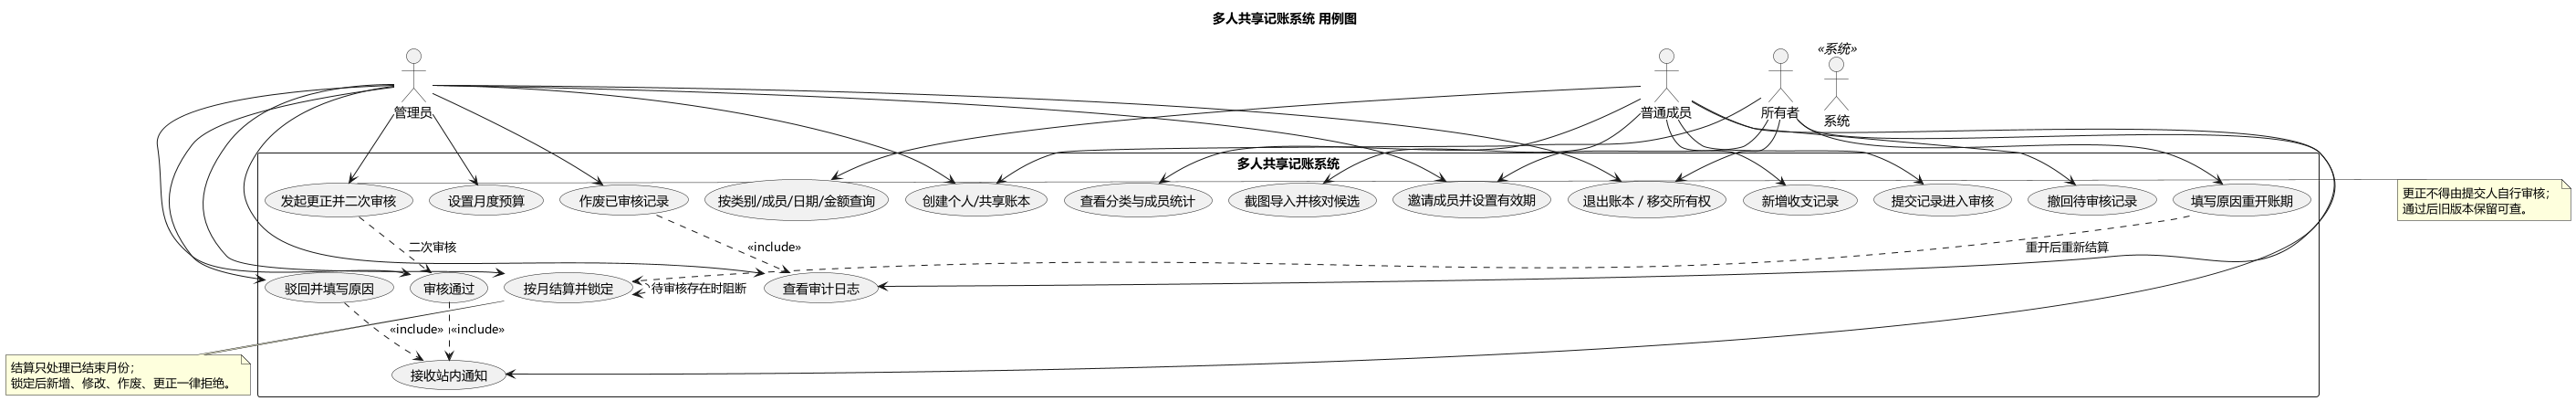 多人共享记账系统 用例图
«系统»
管理员
普通成员
所有者
系统
多人共享记账系统
发起更正并二次审核
设置月度预算
作废已审核记录
按类别/成员/日期/金额查询
创建个人/共享账本
查看分类与成员统计
截图导入并核对候选
邀请成员并设置有效期
退出账本 / 移交所有权
新增收支记录
提交记录进入审核
撤回待审核记录
填写原因重开账期
更正不得由提交人自行审核；
通过后旧版本保留可查。
二次审核
«include»
重开后重新结算
驳回并填写原因
审核通过
按月结算并锁定
待审核存在时阻断
查看审计日志
«include»
«include»
结算只处理已结束月份；
锁定后新增、修改、作废、更正一律拒绝。
接收站内通知